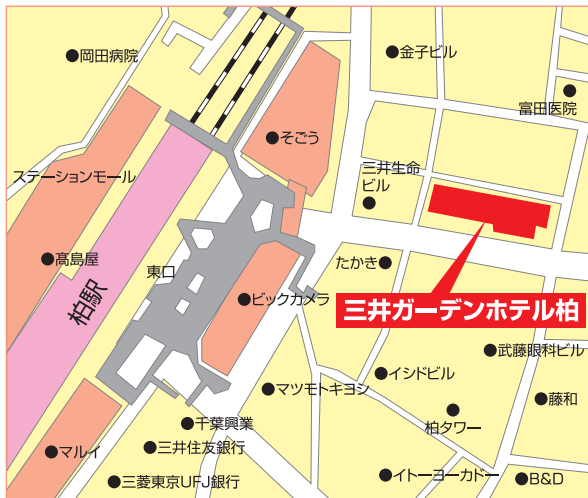 岡田病院
金子ビル
富田医院
そごう
三井生命
ビル
ステーションモール
髙島屋
東口
たかき
柏駅
ビックカメラ
三井ガーデンホテル柏
武藤眼科ビル
イシドビル
マツモトキヨシ
藤和
柏タワー
千葉興業
三井住友銀行
マルイ
三菱東京UFJ銀行
イトーヨーカドー
B&D